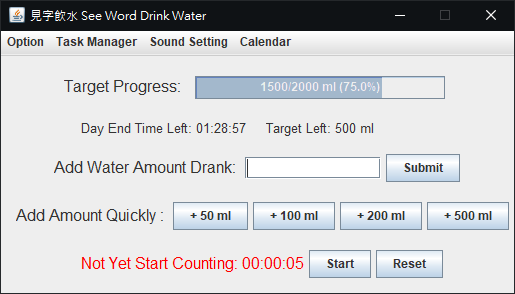 見字飲水 See Word Drink Water
Option Task Manager Sound Setting Calendar
Target Progress: 1500/2000 ml (75.0%)
Day End Time Left: 01:28:57 Target Left: 500 ml
Add Water Amount Drank: Submit
Add Amount Quickly : + 50 ml + 100 ml + 200 ml + 500 ml
Not Yet Start Counting: 00:00:05 Start Reset